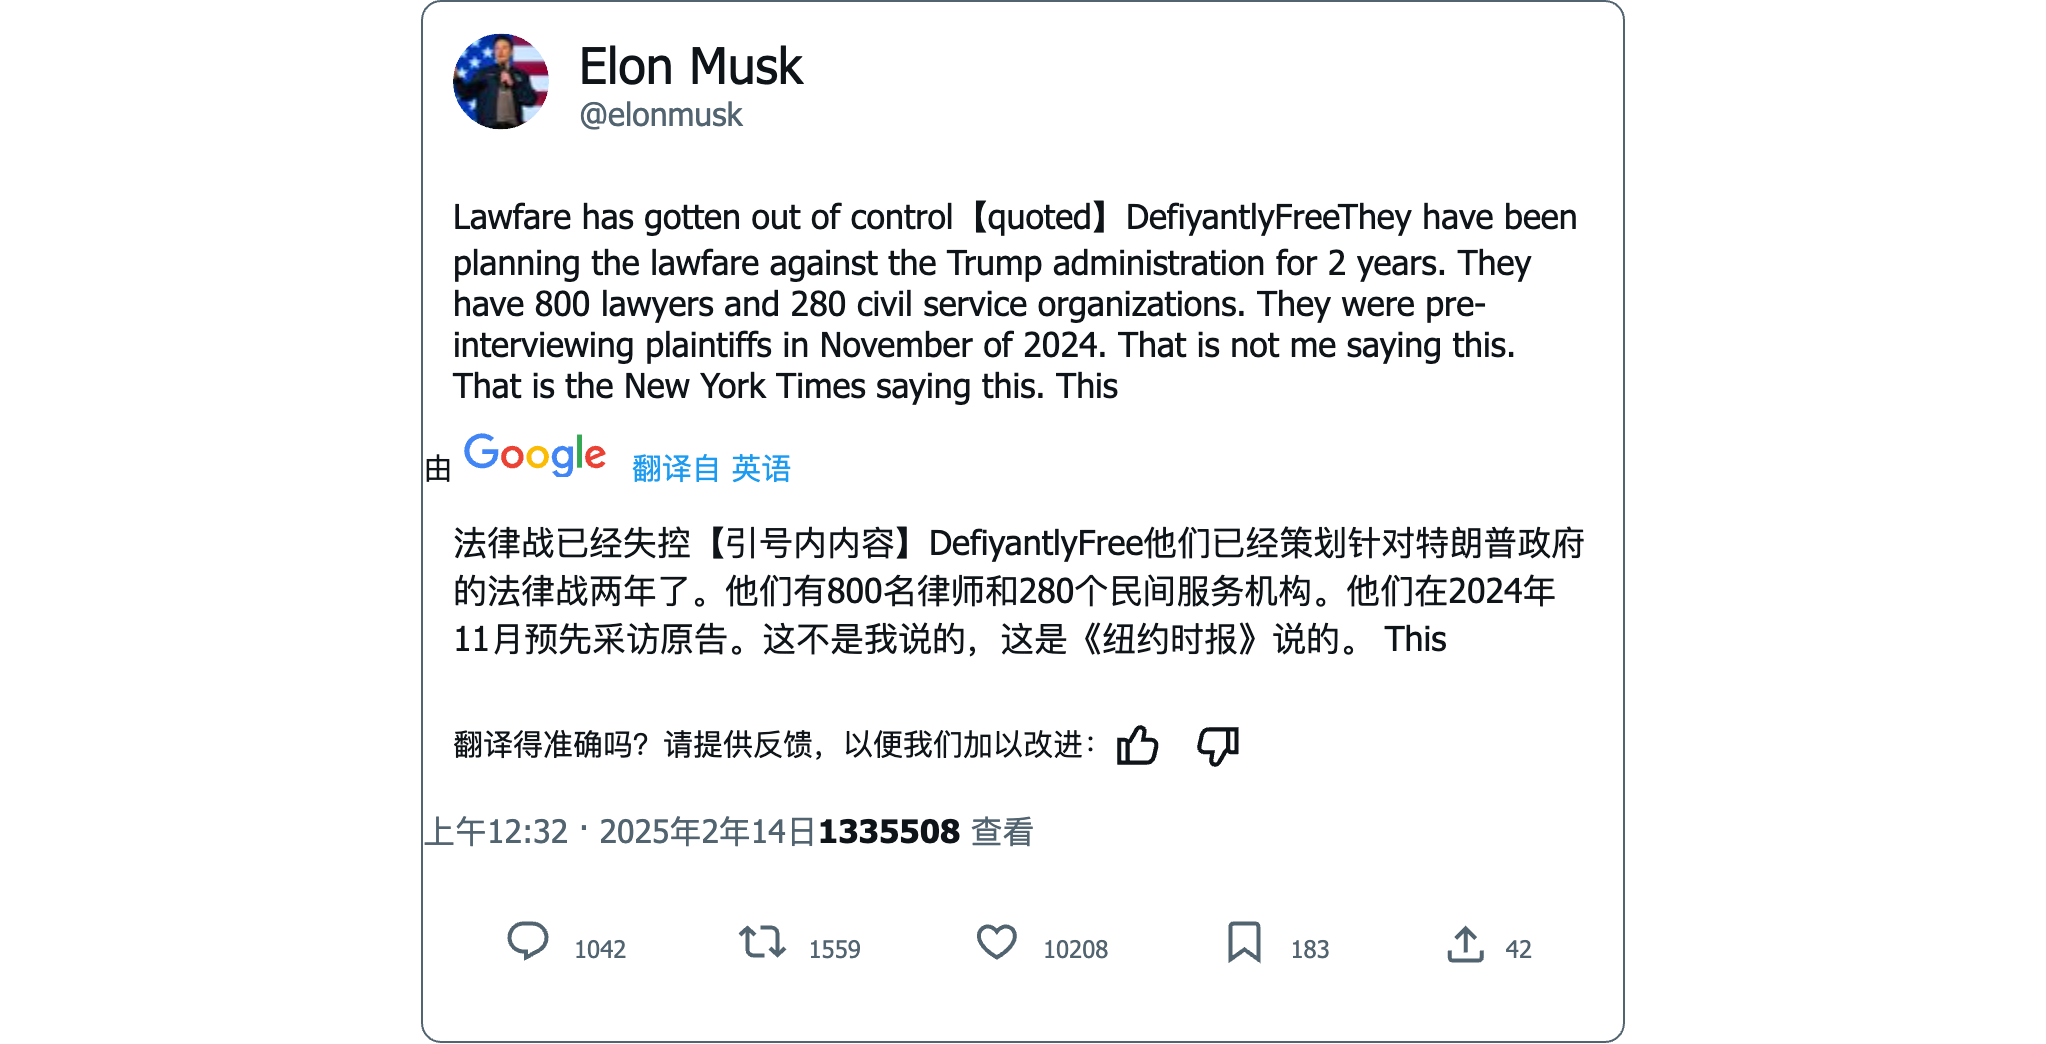 Elon Musk
@elonmusk
Lawfare has gotten out of control【quoted】DefiyantlyFreeThey have been
planning the lawfare against the Trump administration for 2 years. They
have 800 lawyers and 280 civil service organizations. They were pre-
interviewing plaintiffs in November of 2024. That is not me saying this.
That is the New York Times saying this. This
由 Google 翻译自 英语
法律战已经失控【引号内内容】DefiyantlyFree他们已经策划针对特朗普政府
的法律战两年了。他们有800名律师和280个民间服务机构。他们在2024年
11月预先采访原告。这不是我说的，这是《纽约时报》说的。 This
翻译得准确吗？请提供反馈，以便我们加以改进：
上午12:32 · 2025年2年14日1335508 查看
1042 1559 10208 183 42